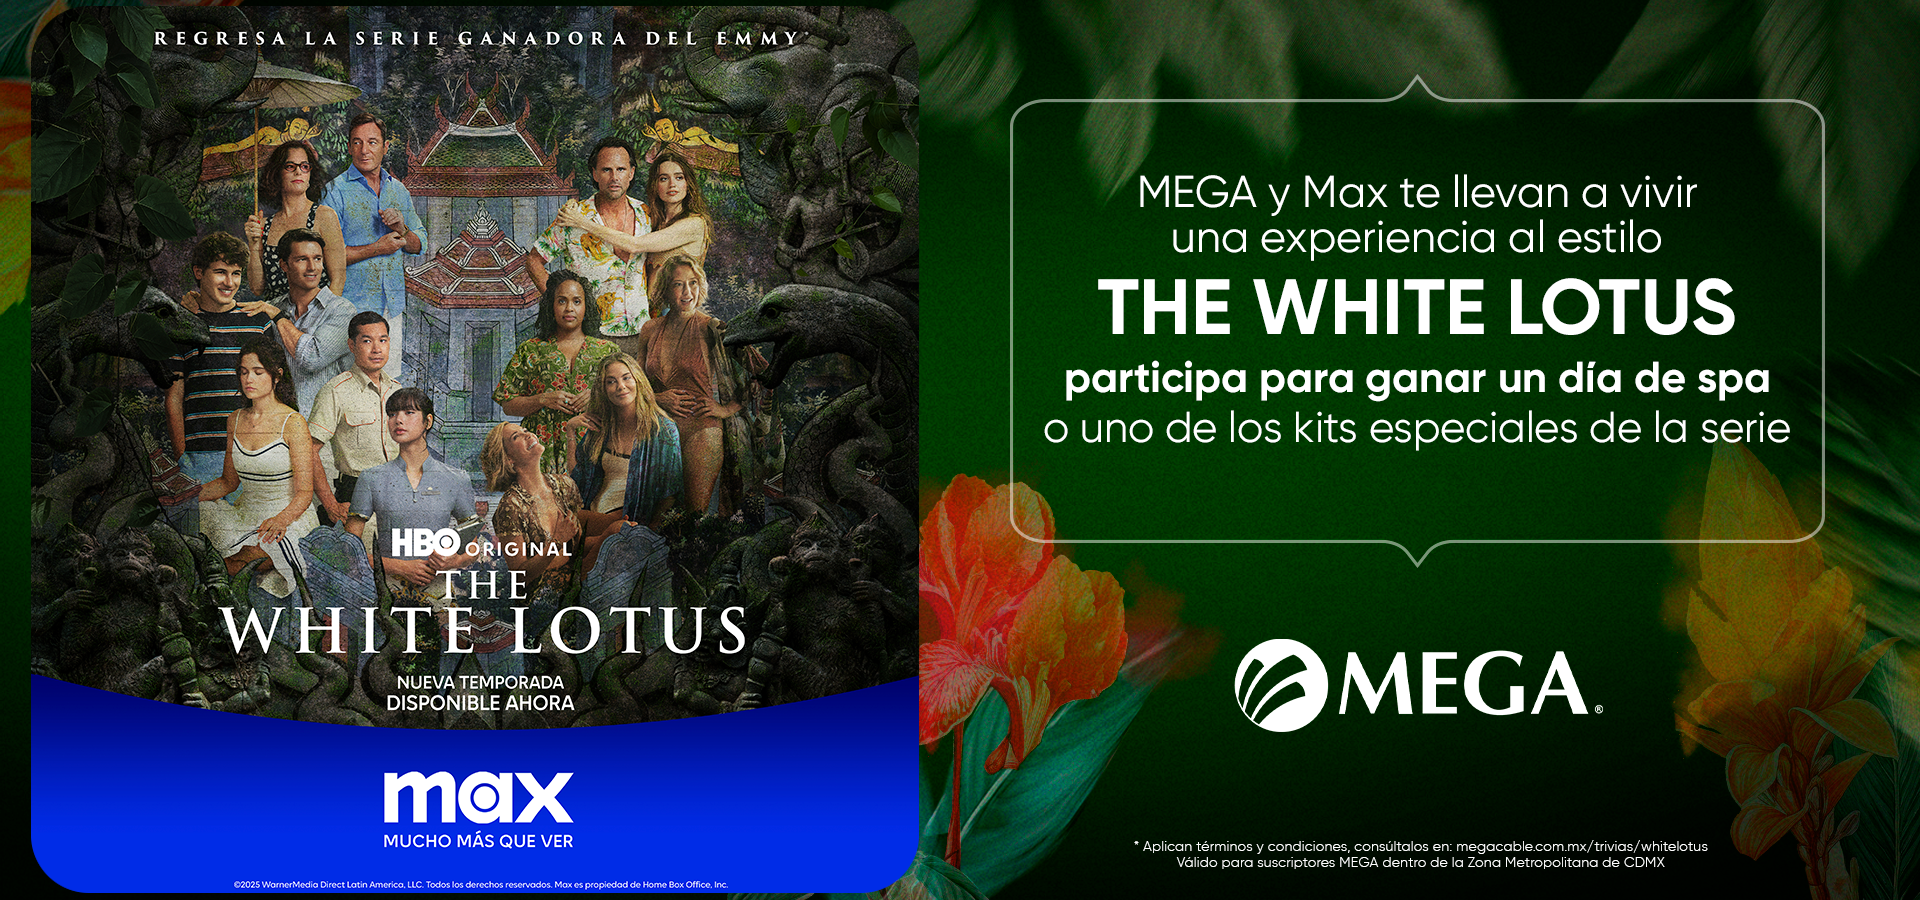 REGRESA LA SERIE GANADORA DEL EMMY®
HBO ORIGINAL
THE
WHITE LOTUS
NUEVA TEMPORADA
DISPONIBLE AHORA
max
MUCHO MÁS QUE VER
©2025 WarnerMedia Direct Latin America, LLC. Todos los derechos reservados. Max es propiedad de Home Box Office, Inc.
MEGA y Max te llevan a vivir
una experiencia al estilo
THE WHITE LOTUS
participa para ganar un día de spa
o uno de los kits especiales de la serie
MEGA®
* Aplican términos y condiciones, consúltalos en: megacable.com.mx/trivias/whitelotus
Válido para suscriptores MEGA dentro de la Zona Metropolitana de CDMX